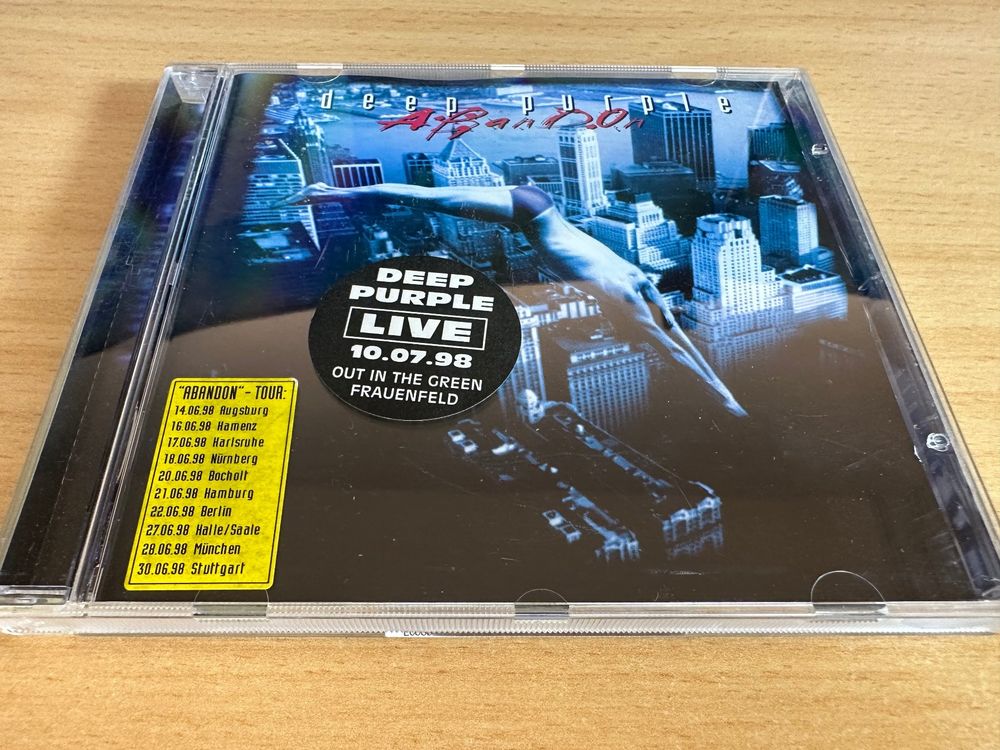 deep purple
A.Band.On
DEEP
PURPLE
LIVE
10.07.98
OUT IN THE GREEN
FRAUENFELD
"ABANDON" - TOUR:
14.06.98 Augsburg
16.06.98 Kamenz
17.06.98 Karlsruhe
18.06.98 Nürnberg
20.06.98 Bocholt
21.06.98 Hamburg
22.06.98 Berlin
27.06.98 Halle/Saale
28.06.98 München
30.06.98 Stuttgart